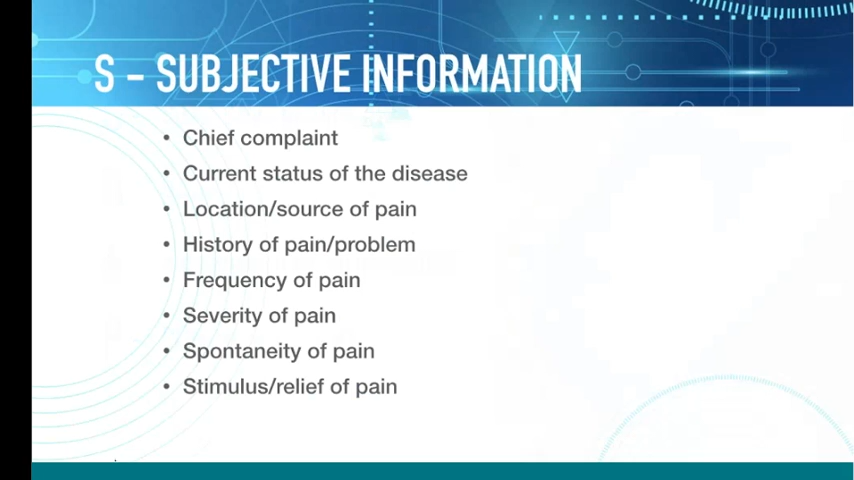 S – SUBJECTIVE INFORMATION
• Chief complaint
• Current status of the disease
• Location/source of pain
• History of pain/problem
• Frequency of pain
• Severity of pain
• Spontaneity of pain
• Stimulus/relief of pain